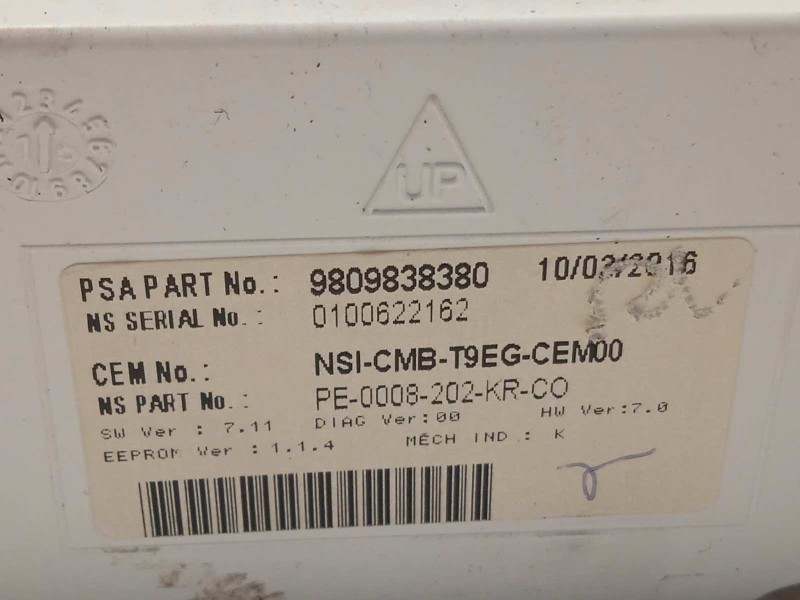 UP
PSA PART No.: 9809838380 10/02/2016
NS SERIAL No.: 0100622162
CEM No.: NSI-CMB-T9EG-CEM00
NS PART No.: PE-0008-202-KR-CO
SW Ver : 7.11 DIAG Ver:00 HW Ver:7.0
EEPROM Ver : 1.1.4 MÉCH IND : K